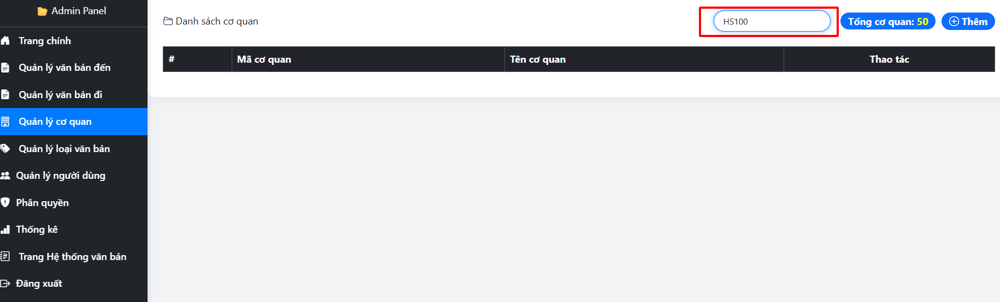 Admin Panel
Trang chính
Quản lý văn bản đến
Quản lý văn bản đi
Quản lý cơ quan
Quản lý loại văn bản
Quản lý người dùng
Phân quyền
Thống kê
Trang Hệ thống văn bản
Đăng xuất
Danh sách cơ quan
HS100
Tổng cơ quan: 50
Thêm
# Mã cơ quan Tên cơ quan Thao tác